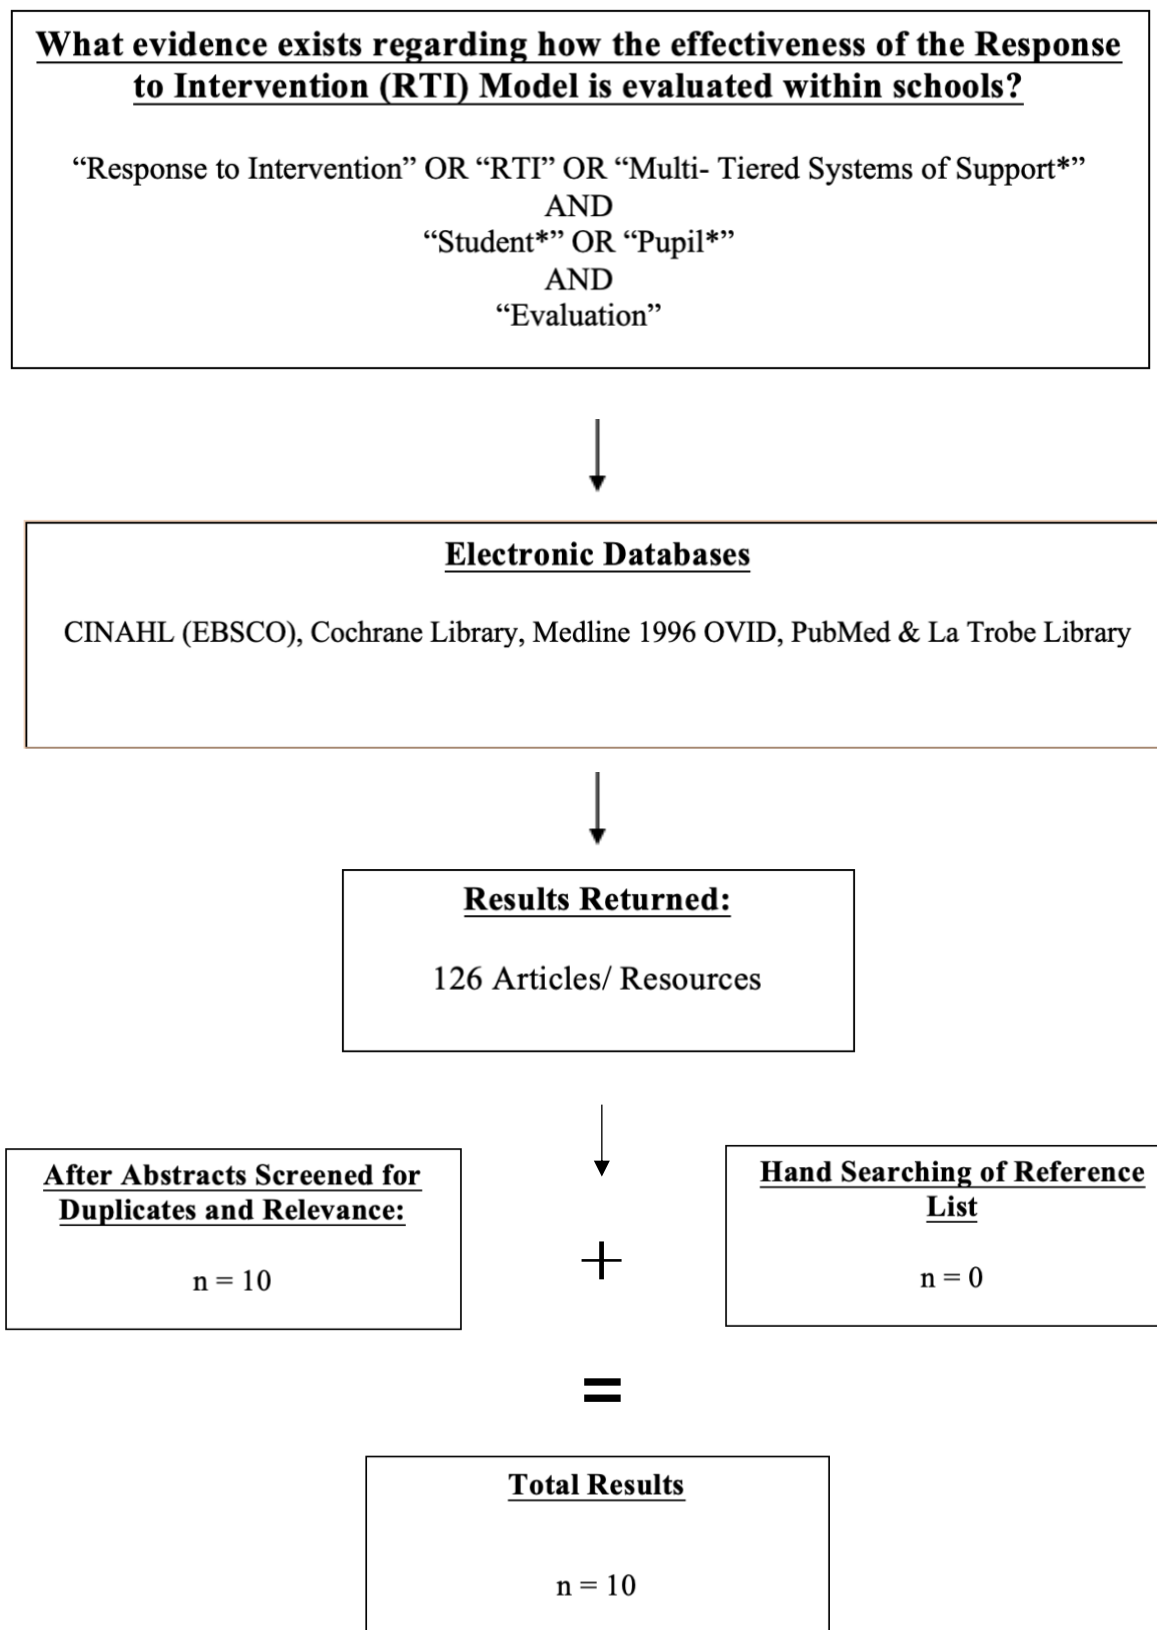 What evidence exists regarding how the effectiveness of the Response
to Intervention (RTI) Model is evaluated within schools?
“Response to Intervention” OR “RTI” OR “Multi- Tiered Systems of Support*”
AND
“Student*” OR “Pupil*”
AND
“Evaluation”
Electronic Databases
CINAHL (EBSCO), Cochrane Library, Medline 1996 OVID, PubMed & La Trobe Library
Results Returned:
126 Articles/ Resources
After Abstracts Screened for
Duplicates and Relevance:
n = 10
+
Hand Searching of Reference
List
n = 0
=
Total Results
n = 10